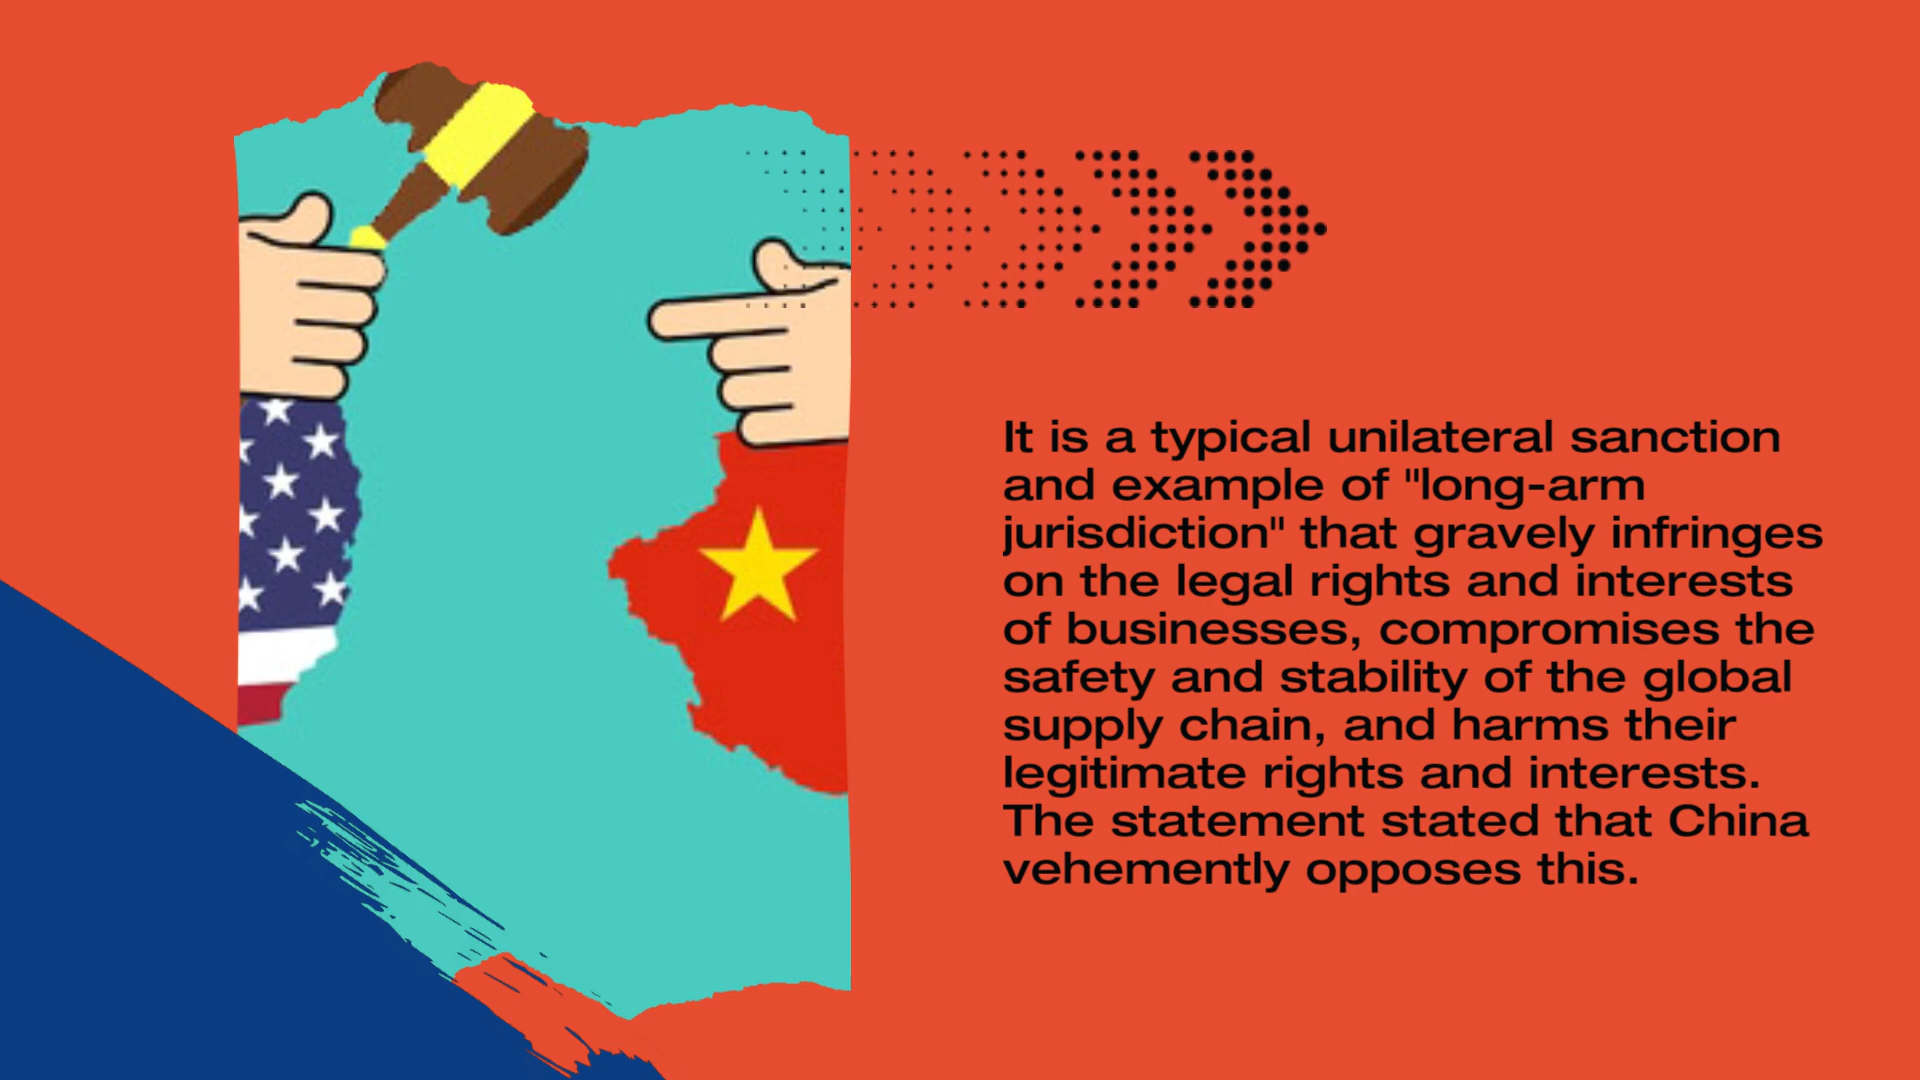 It is a typical unilateral sanction
and example of "long-arm
jurisdiction" that gravely infringes
on the legal rights and interests
of businesses, compromises the
safety and stability of the global
supply chain, and harms their
legitimate rights and interests.
The statement stated that China
vehemently opposes this.